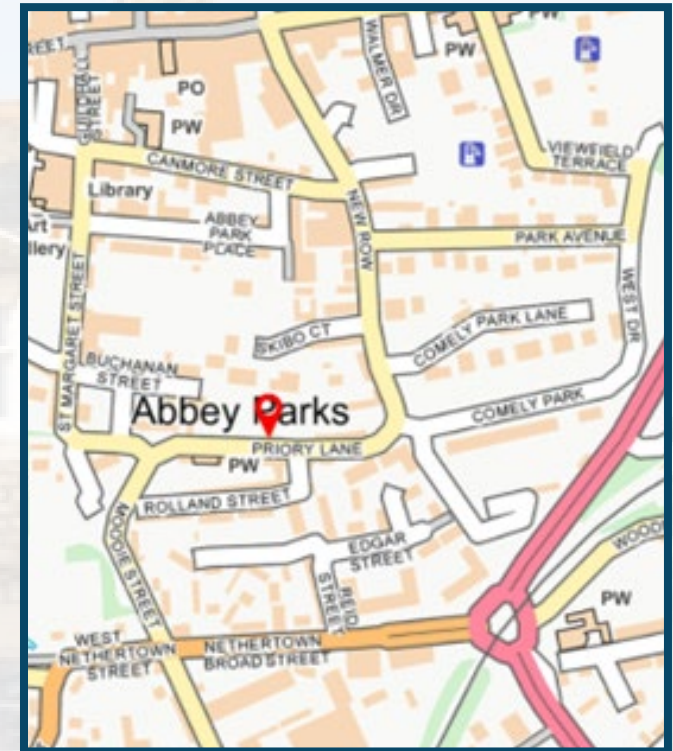 REET
GUILDHALL
STREET
PO
PW
WALMER DR
PW
PW
VIEWFIELD
TERRACE
CANMORE STREET
Library
Art
llery
ABBEY
PARK
PLACE
NEW ROW
PARK AVENUE
ST MARGARET STREET
SKIBO CT
COMELY PARK LANE
WEST DR
BUCHANAN
STREET
Abbey Parks
COMELY PARK
PRIORY LANE
PW
ROLLAND STREET
MOODIE STREET
EDGAR
STREET
REID
STREET
WOOD
PW
WEST
NETHERTOWN
STREET
NETHERTOWN
BROAD STREET